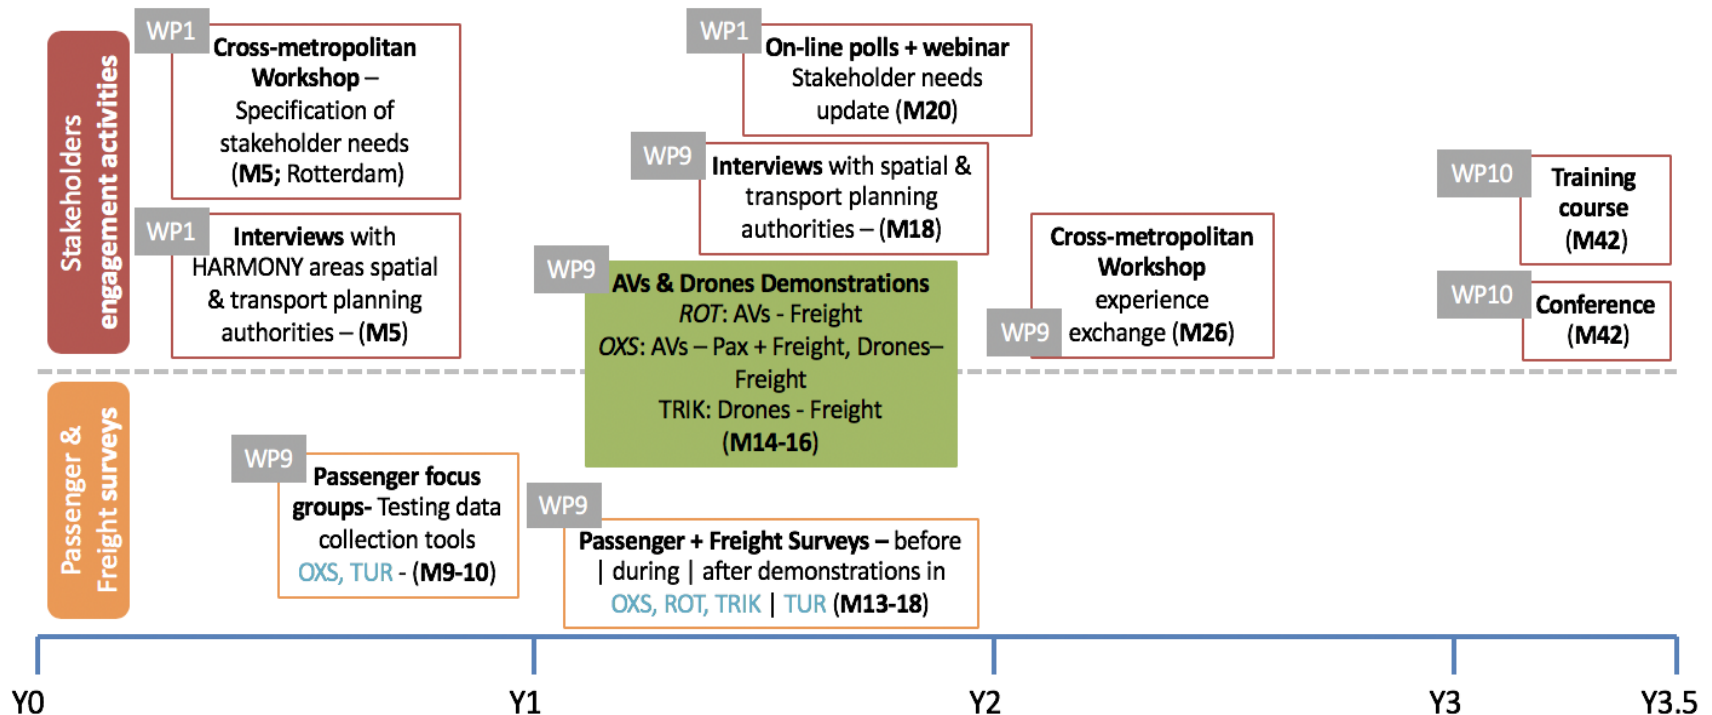 Stakeholders
engagement activities
WP1
Cross-metropolitan
Workshop –
Specification of
stakeholder needs
(M5; Rotterdam)
WP1
Interviews with
HARMONY areas spatial
& transport planning
authorities – (M5)
WP1
On-line polls + webinar
Stakeholder needs
update (M20)
WP9
Interviews with spatial &
transport planning
authorities – (M18)
WP9
AVs & Drones Demonstrations
ROT: AVs - Freight
OXS: AVs – Pax + Freight, Drones–
Freight
TRIK: Drones - Freight
(M14-16)
WP9
Cross-metropolitan
Workshop
experience
exchange (M26)
WP10
Training
course
(M42)
WP10
Conference
(M42)
Passenger &
Freight surveys
WP9
Passenger focus
groups- Testing data
collection tools
OXS, TUR - (M9-10)
WP9
Passenger + Freight Surveys – before
| during | after demonstrations in
OXS, ROT, TRIK | TUR (M13-18)
Y0
Y1
Y2
Y3
Y3.5